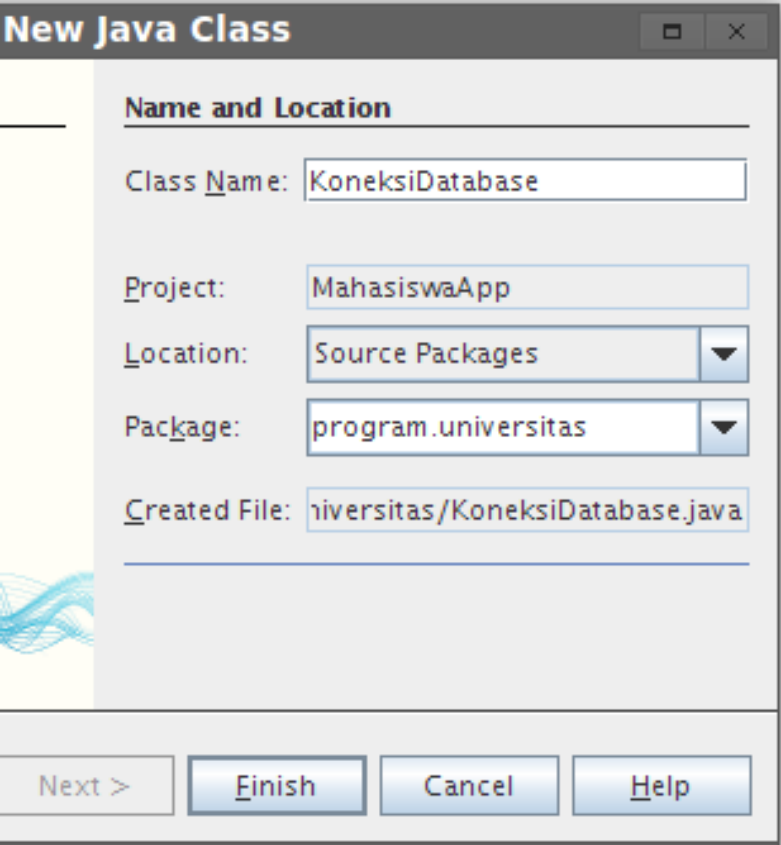 New Java Class
Name and Location
Class Name: KoneksiDatabase
Project: MahasiswaApp
Location: Source Packages
Package: program.universitas
Created File: niversitas/KoneksiDatabase.java
Next >
Finish
Cancel
Help